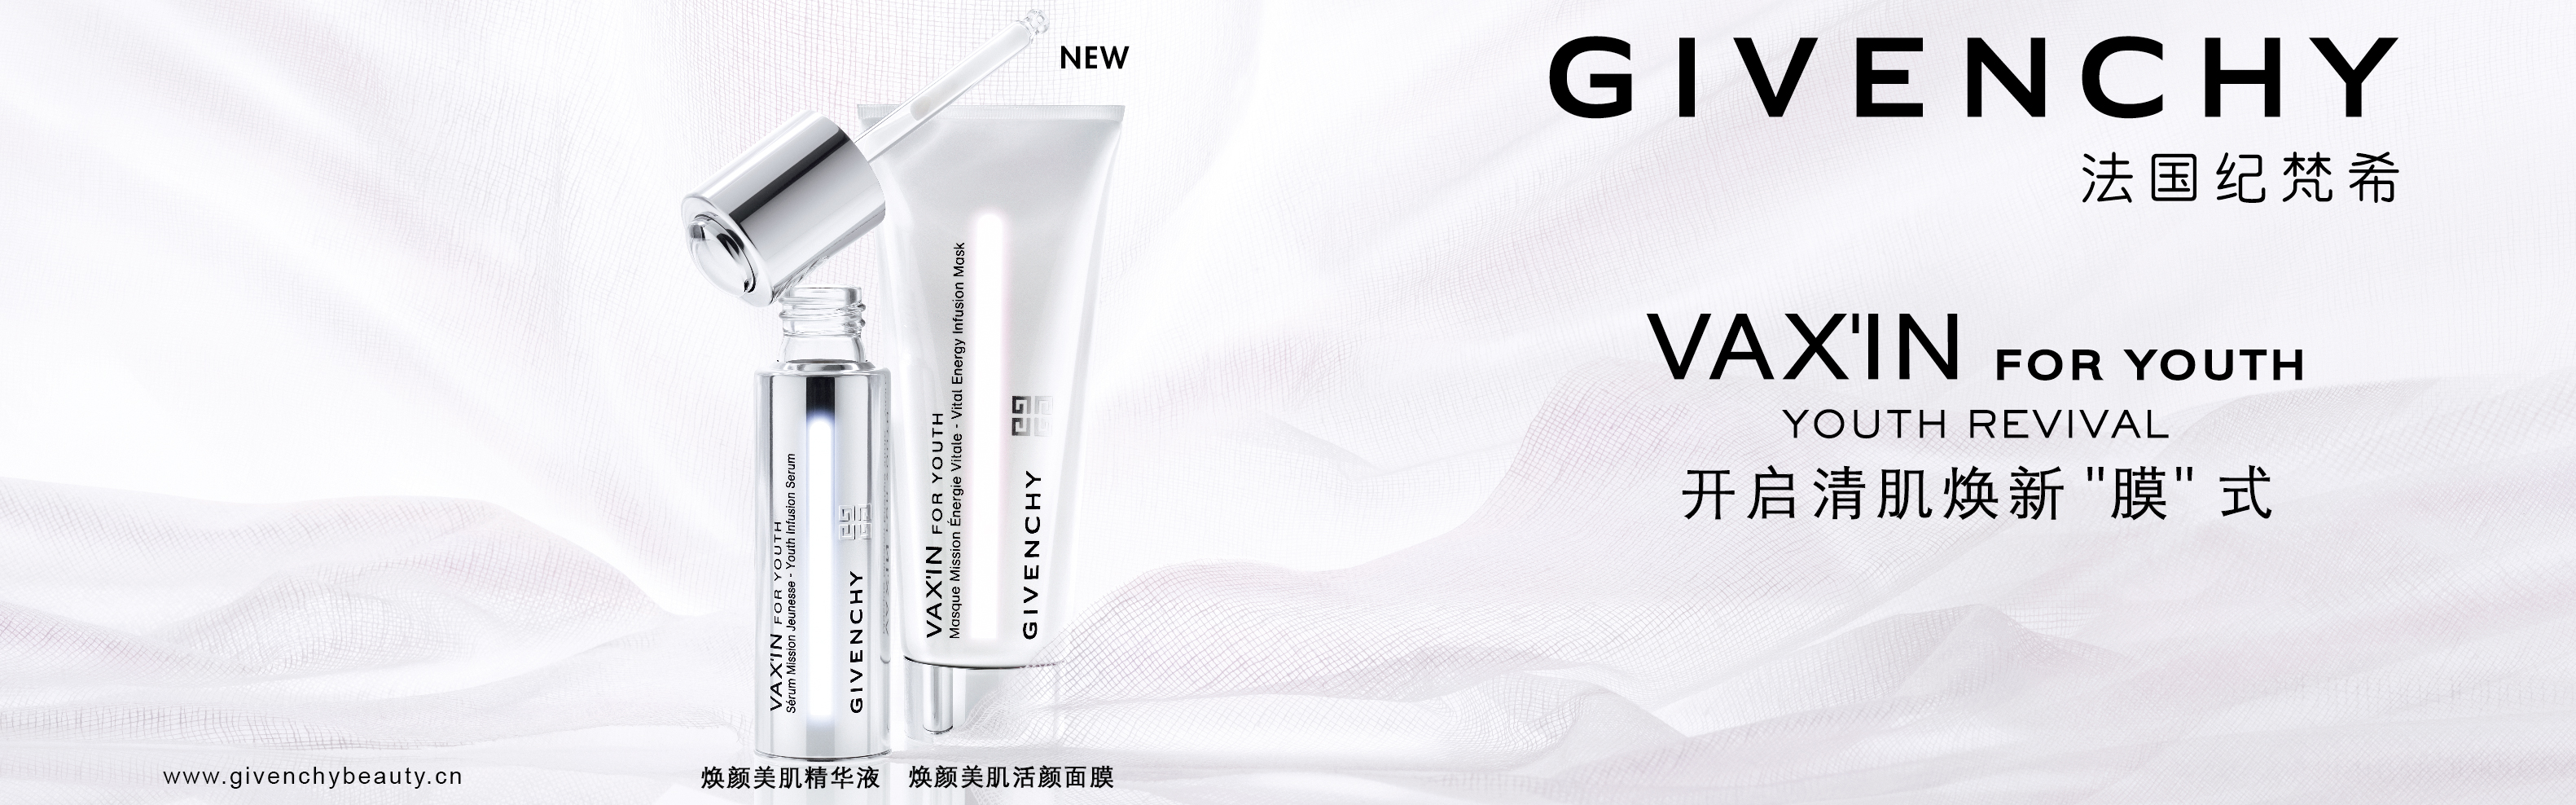 NEW
GIVENCHY
法国纪梵希
VAX'IN FOR YOUTH
YOUTH REVIVAL
开启清肌焕新"膜"式
VAX'IN FOR YOUTH
Sérum Mission Jeunesse - Youth Infusion Serum
GIVENCHY
VAX'IN FOR YOUTH
Masque Mission Énergie Vitale - Vital Energy Infusion Mask
GIVENCHY
www.givenchybeauty.cn
焕颜美肌精华液
焕颜美肌活颜面膜